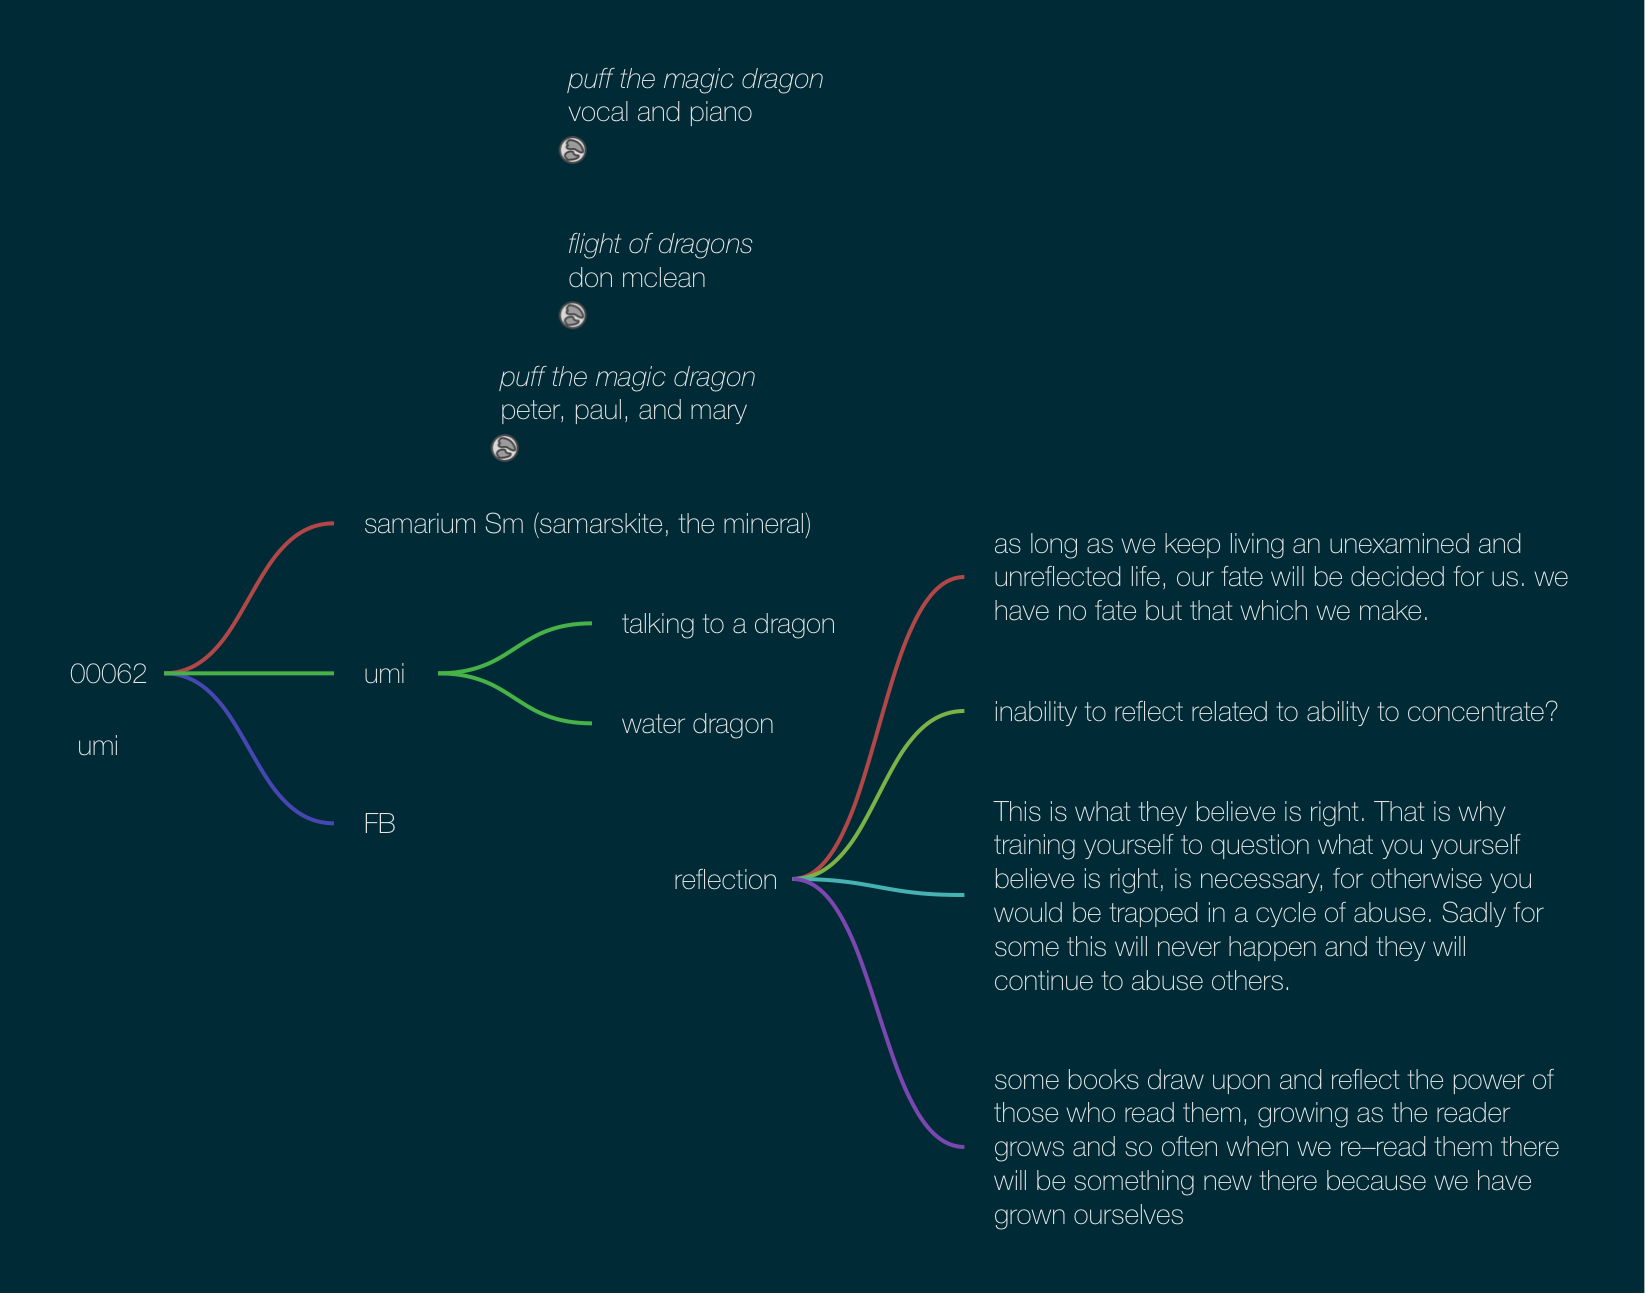 puff the magic dragon
vocal and piano
flight of dragons
don mclean
puff the magic dragon
peter, paul, and mary
samarium Sm (samarskite, the mineral)
talking to a dragon
00062
umi
water dragon
umi
FB
reflection
as long as we keep living an unexamined and
unreflected life, our fate will be decided for us. we
have no fate but that which we make.
inability to reflect related to ability to concentrate?
This is what they believe is right. That is why
training yourself to question what you yourself
believe is right, is necessary, for otherwise you
would be trapped in a cycle of abuse. Sadly for
some this will never happen and they will
continue to abuse others.
some books draw upon and reflect the power of
those who read them, growing as the reader
grows and so often when we re–read them there
will be something new there because we have
grown ourselves